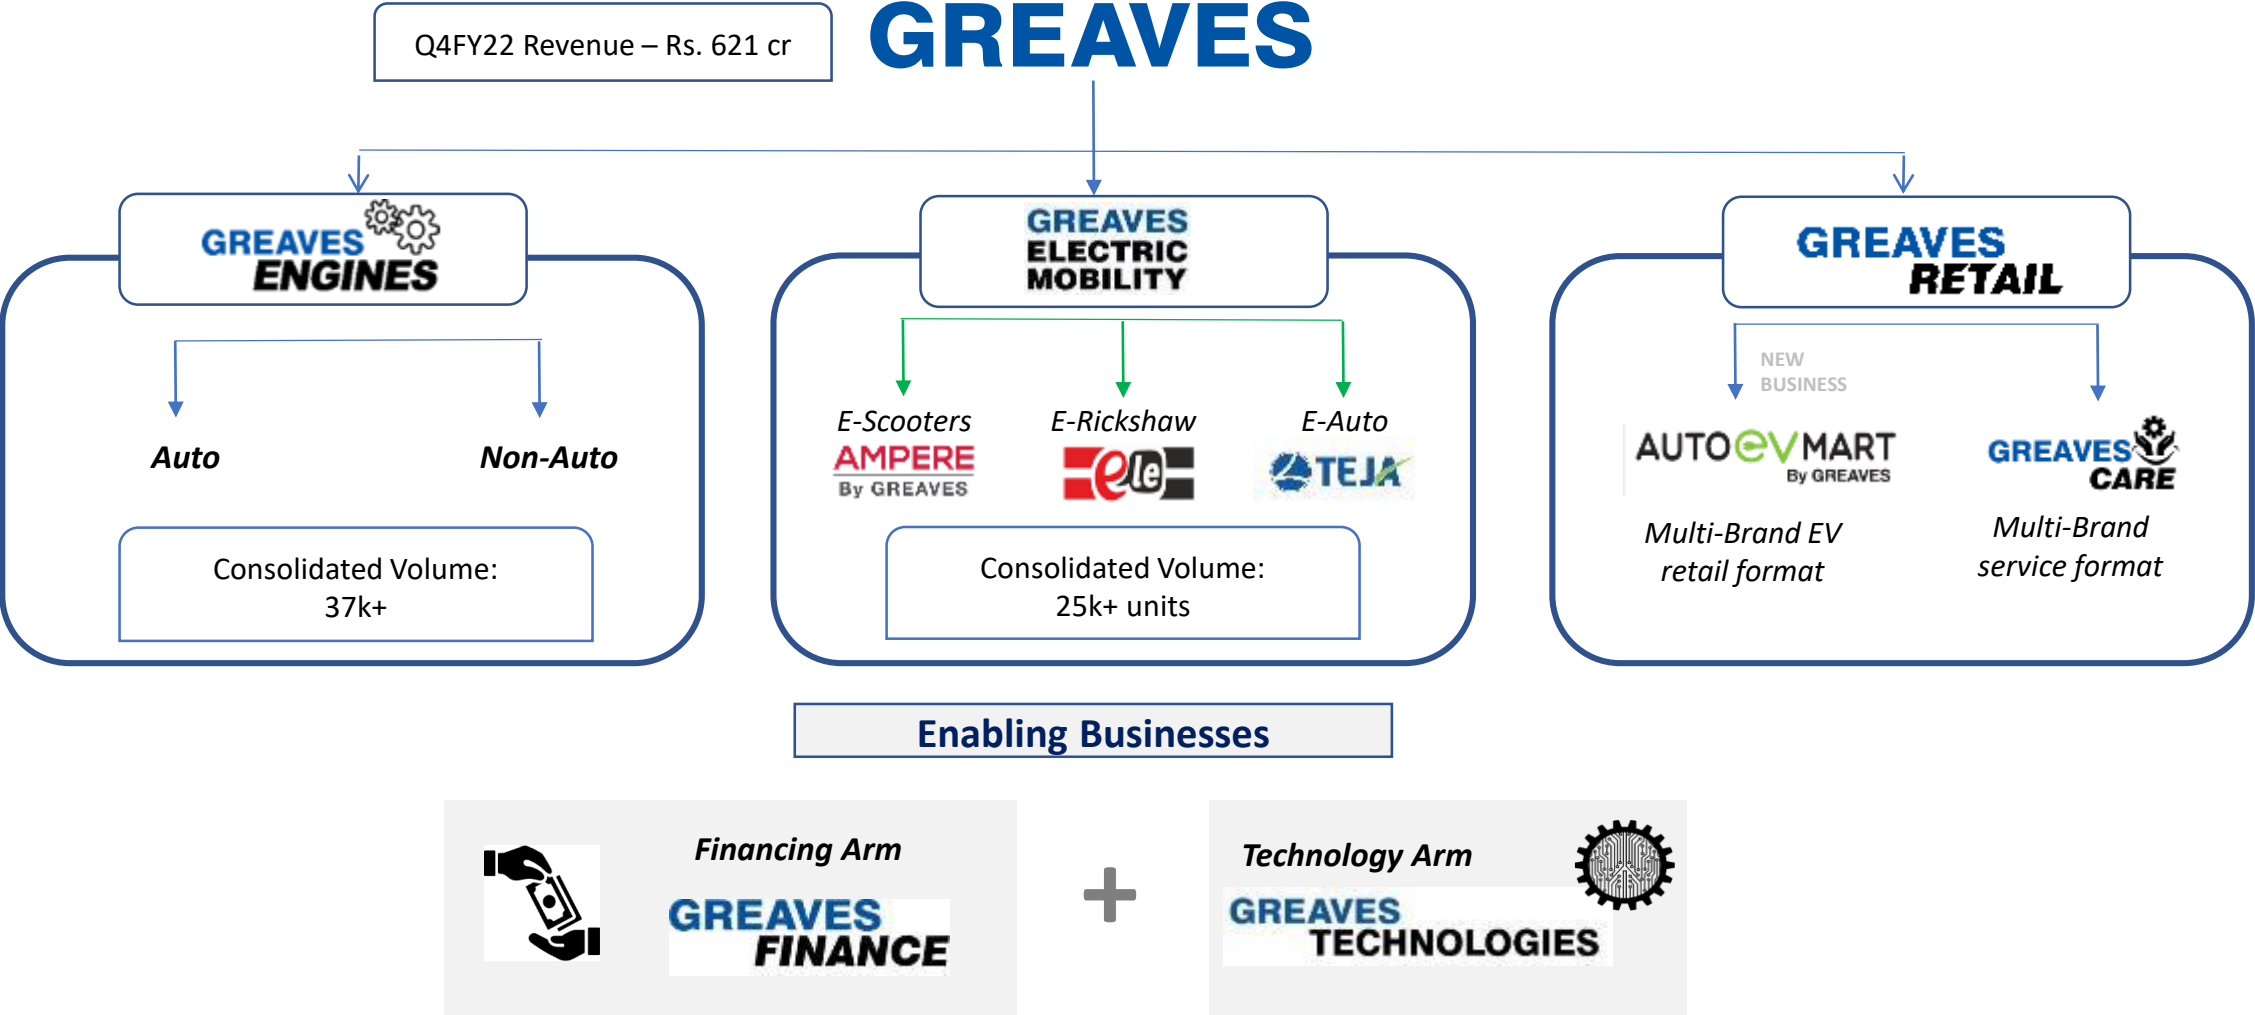 Q4FY22 Revenue – Rs. 621 cr
GREAVES
GREAVES
ENGINES
Auto
Non-Auto
Consolidated Volume:
37k+
GREAVES
ELECTRIC
MOBILITY
E-Scooters
AMPERE
By GREAVES
E-Rickshaw
ele
E-Auto
TEJA
Consolidated Volume:
25k+ units
GREAVES
RETAIL
NEW
BUSINESS
AUTOEVMART
By GREAVES
Multi-Brand EV
retail format
GREAVES
CARE
Multi-Brand
service format
Enabling Businesses
Financing Arm
GREAVES
FINANCE
+
Technology Arm
GREAVES
TECHNOLOGIES